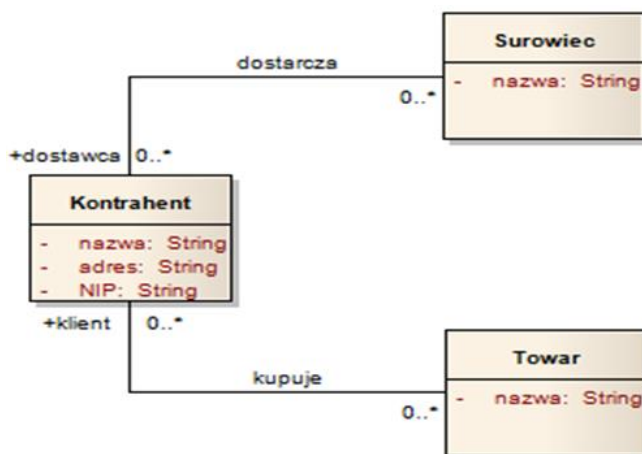 Surowiec
- nazwa: String
dostarcza
0..*
+dostawca 0..*
Kontrahent
- nazwa: String
- adres: String
- NIP: String
+klient 0..*
kupuje
0..*
Towar
- nazwa: String